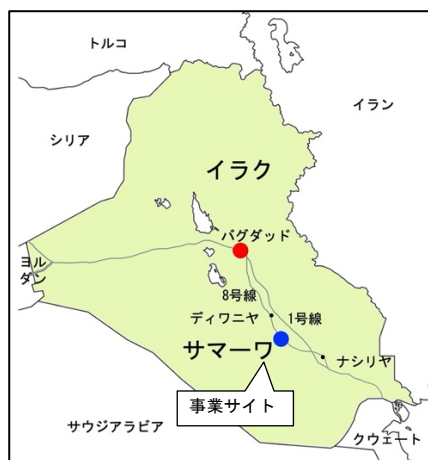 トルコ
イラン
シリア
イラク
バグダッド
ヨル
ダン
8号線
ディワニヤ
1号線
サマーワ
ナシリヤ
事業サイト
サウジアラビア
クウェート